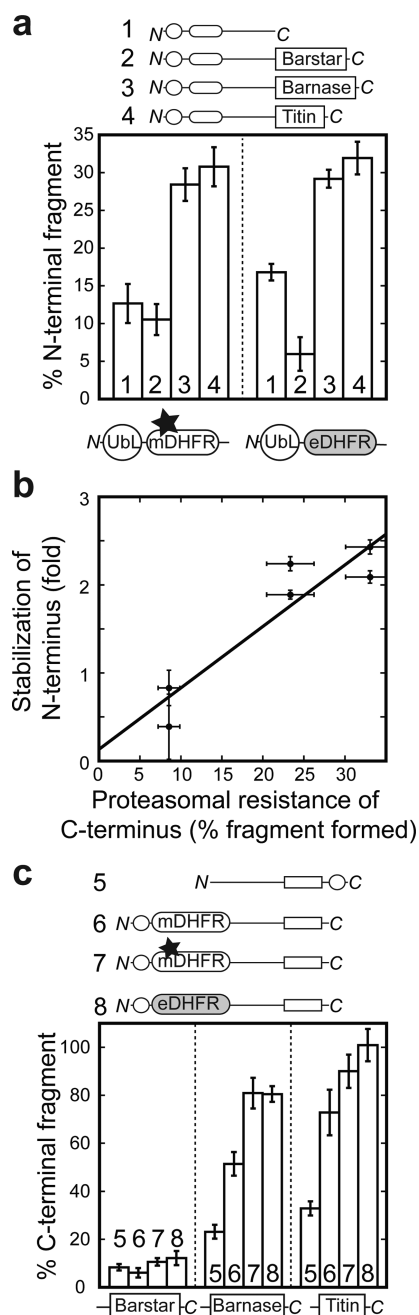 a
1 N C
2 N Barstar C
3 N Barnase C
4 N Titin C
% N-terminal fragment
35
30
25
20
15
10
5
0
1 2 3 4 1 2 3 4
N UbL mDHFR N UbL eDHFR
b
Stabilization of
N-terminus (fold)
3
2
1
0
0 5 10 15 20 25 30
Proteasomal resistance of
C-terminus (% fragment formed)
c
5 N C
6 N mDHFR C
7 N mDHFR C
8 N eDHFR C
% C-terminal fragment
100
80
60
40
20
0
5 6 7 8 5 6 7 8 5 6 7 8
Barstar C Barnase C Titin C